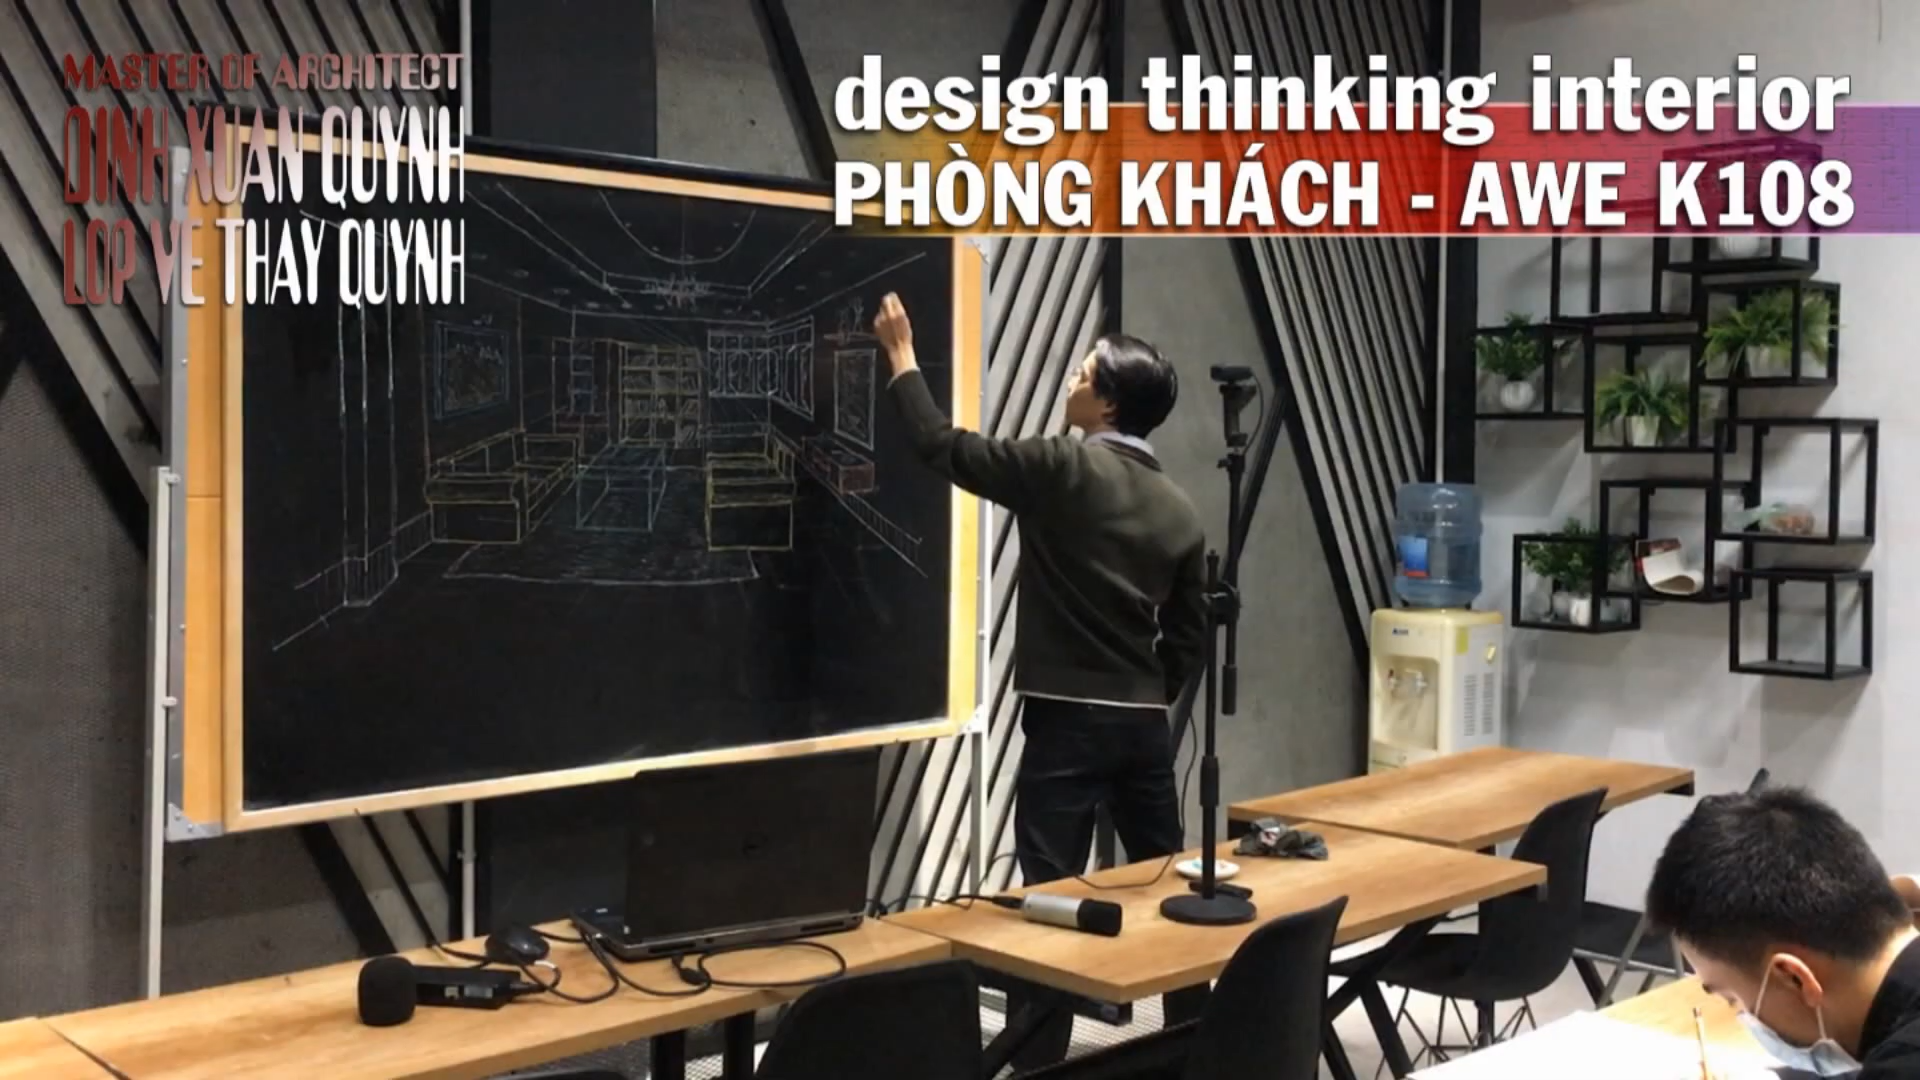 MASTER OF ARCHITECT
DINH XUAN QUYNH
LOP VE THAY QUYNH
design thinking interior
PHÒNG KHÁCH - AWE K108